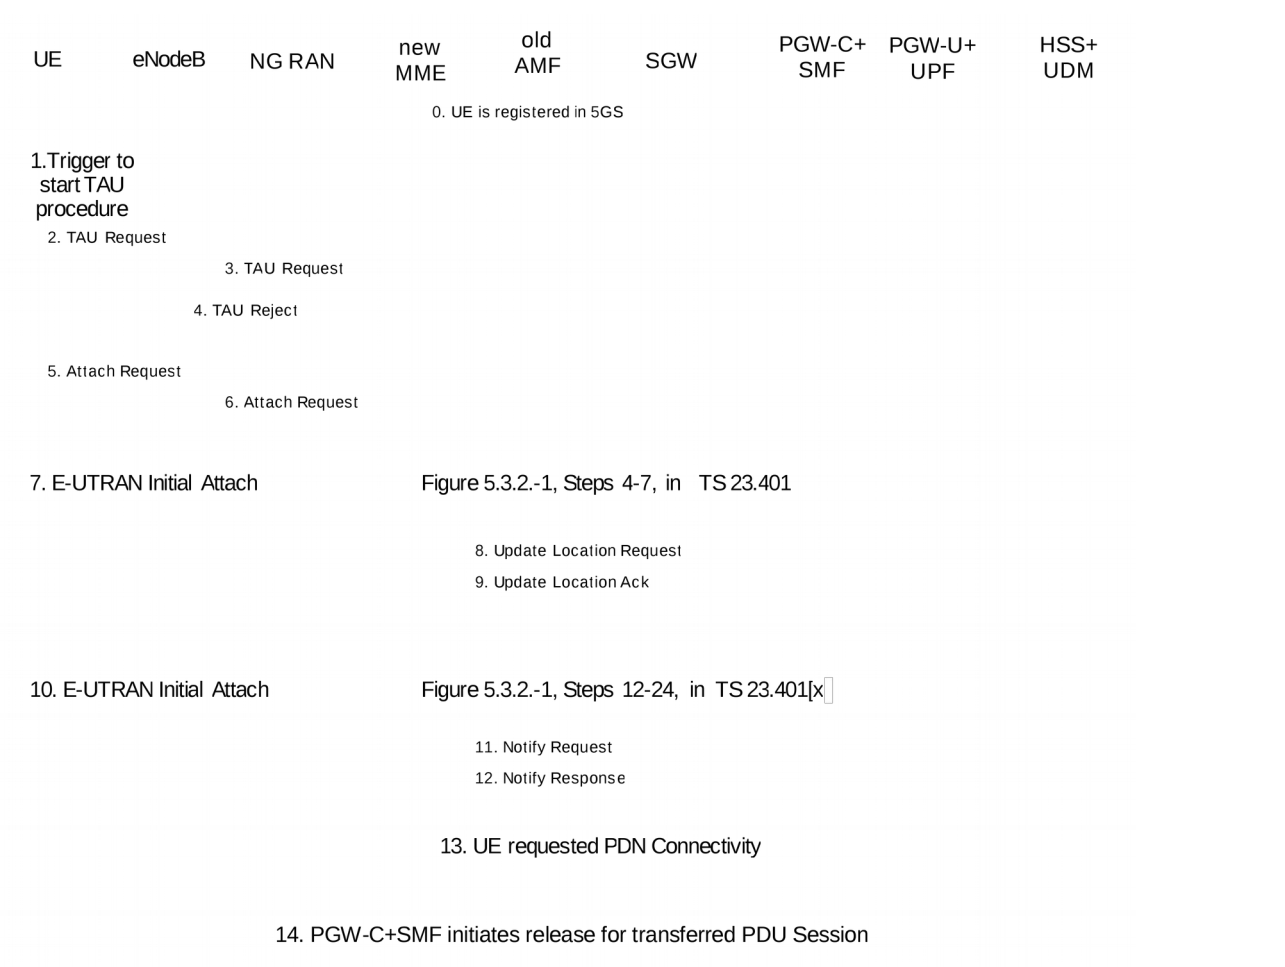 UE eNodeB NG RAN new MME old AMF SGW PGW-C+ SMF PGW-U+ UPF HSS+ UDM
0. UE is registered in 5GS
1.Trigger to
start TAU
procedure
2. TAU Request
3. TAU Request
4. TAU Reject
5. Attach Request
6. Attach Request
7. E-UTRAN Initial Attach Figure 5.3.2.-1, Steps 4-7, in TS 23.401
8. Update Location Request
9. Update Location Ack
10. E-UTRAN Initial Attach Figure 5.3.2.-1, Steps 12-24, in TS 23.401[x
11. Notify Request
12. Notify Response
13. UE requested PDN Connectivity
14. PGW-C+SMF initiates release for transferred PDU Session